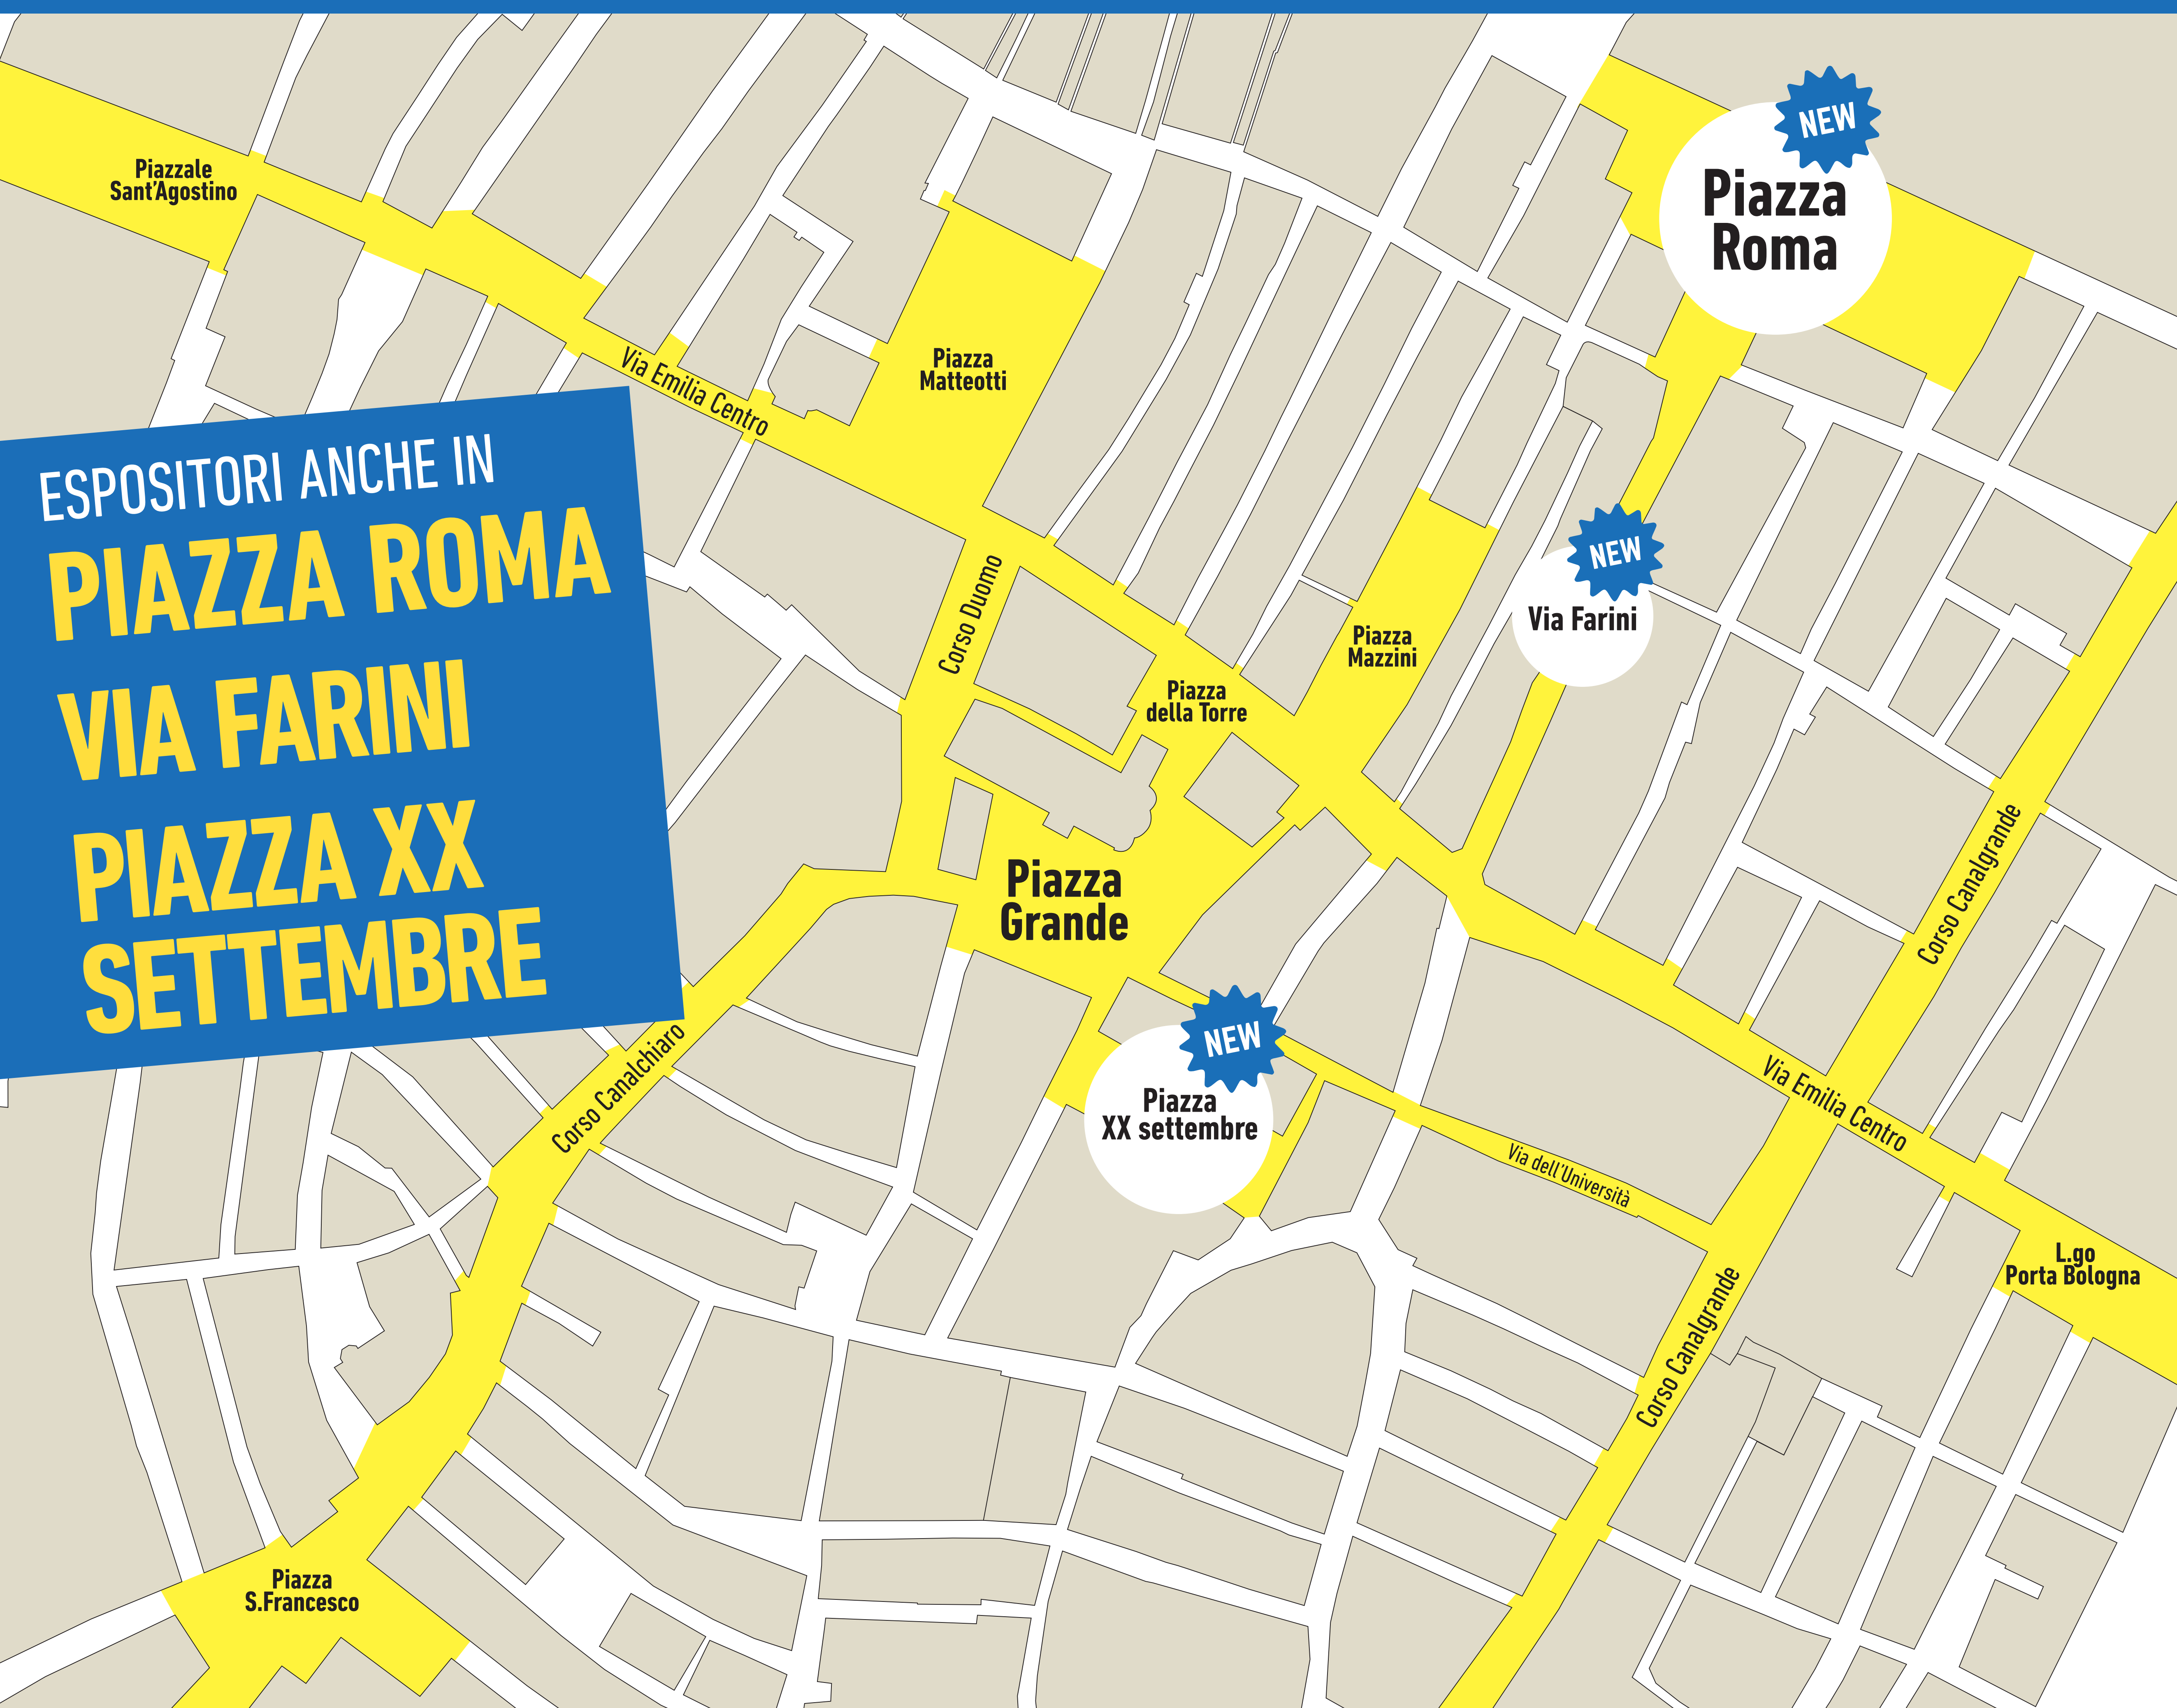 NEW
Piazza
Roma
Piazzale
Sant'Agostino
Via Emilia Centro
Piazza
Matteotti
ESPOSITORI ANCHE IN
PIAZZA ROMA
VIA FARINI
PIAZZA XX
SETTEMBRE
NEW
Via Farini
Corso Duomo
Piazza
Mazzini
Piazza
della Torre
Piazza
Grande
Corso Canalgrande
NEW
Piazza
XX settembre
Corso Canalchiaro
Via Emilia Centro
Via dell'Università
L.go
Porta Bologna
Corso Canalgrande
Piazza
S.Francesco